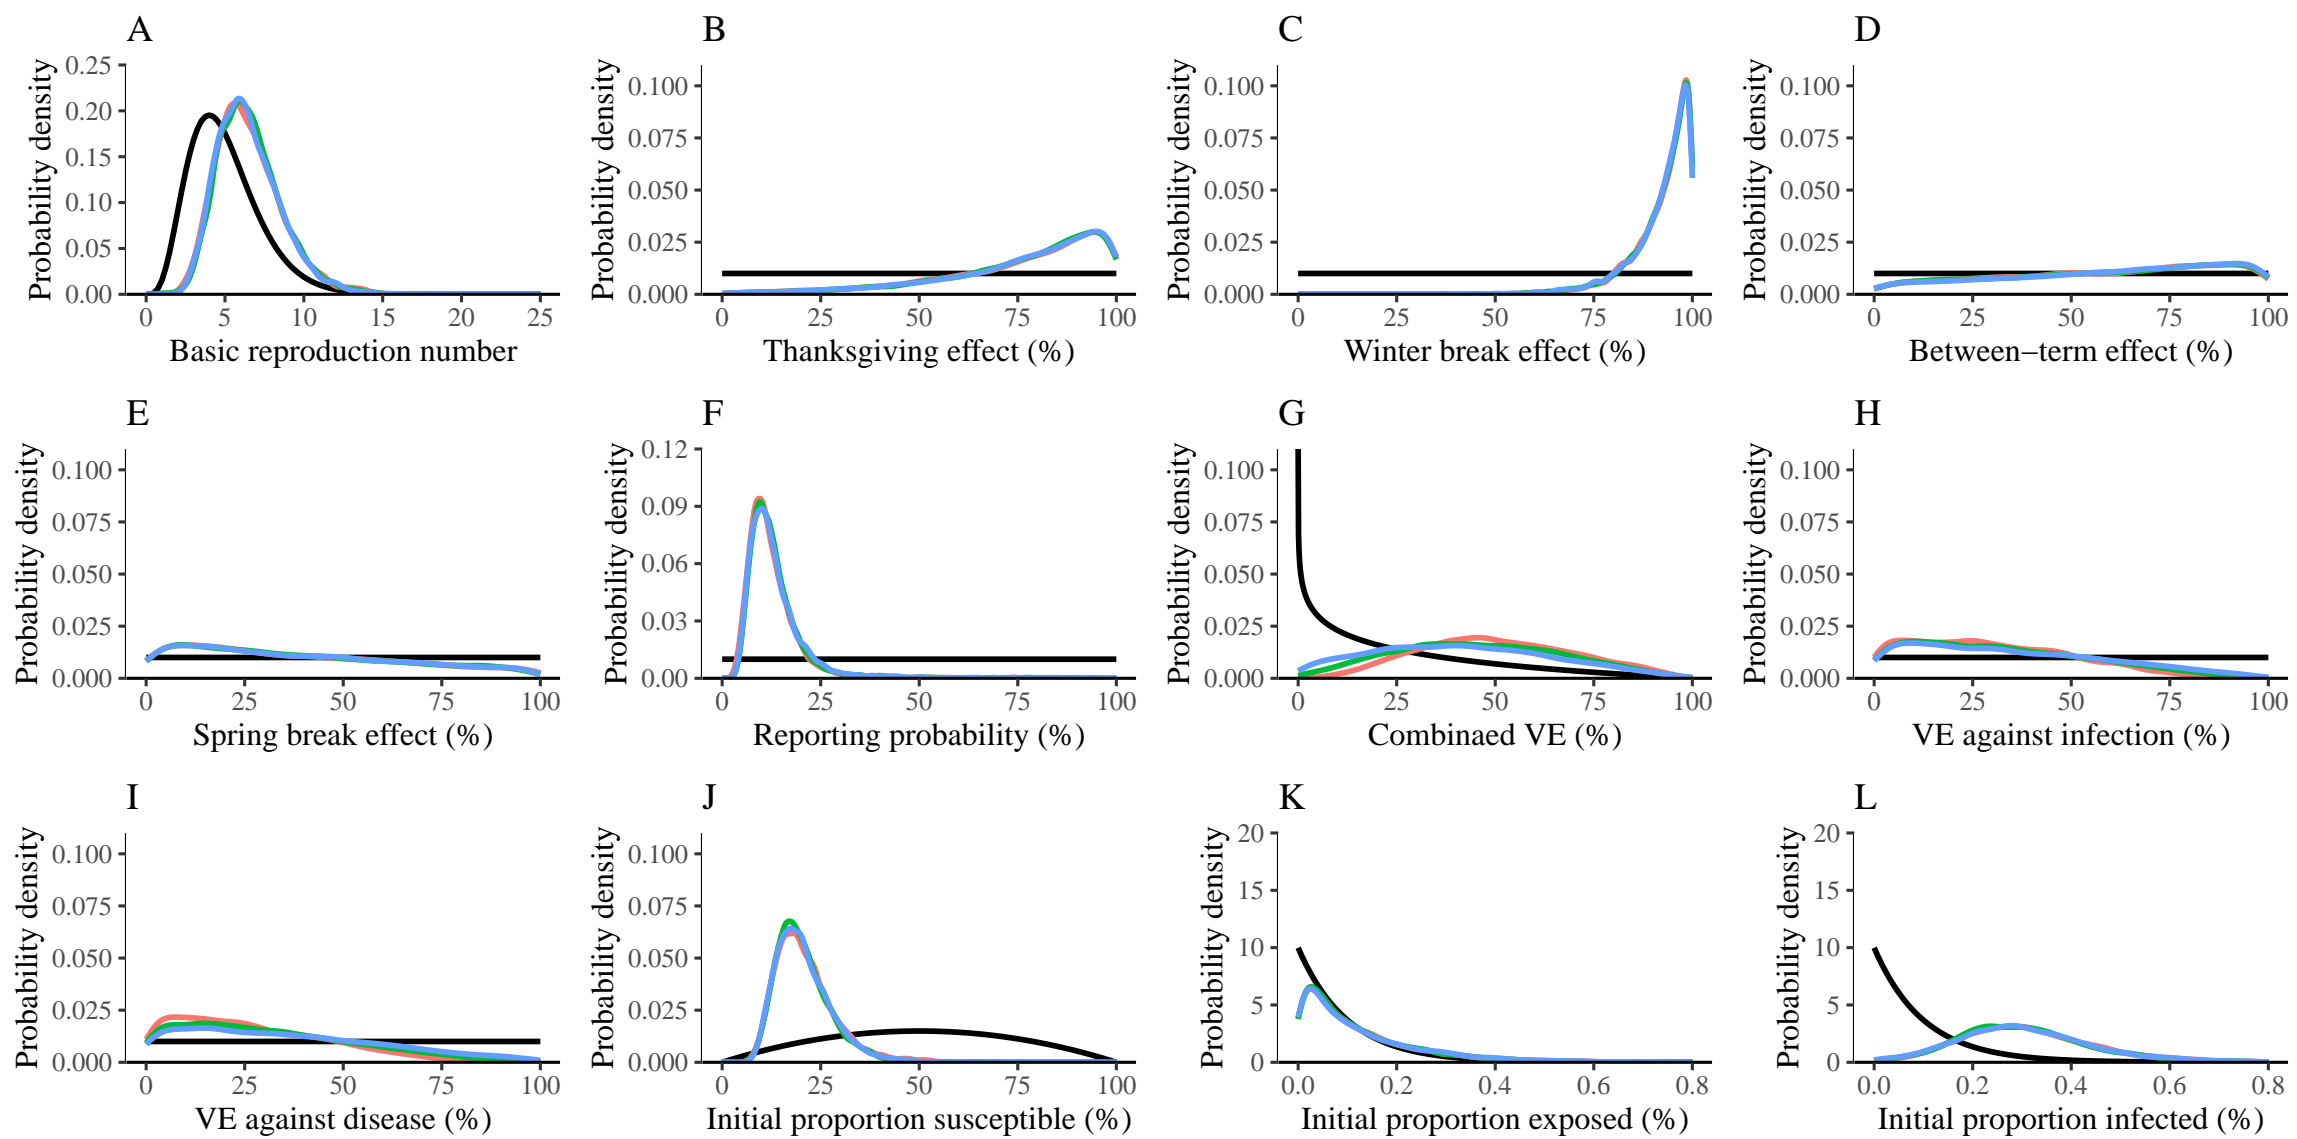 A
Probability density
0.25
0.20
0.15
0.10
0.05
0.00
0 5 10 15 20 25
Basic reproduction number
B
Probability density
0.100
0.075
0.050
0.025
0.000
0 25 50 75 100
Thanksgiving effect (%)
C
Probability density
0.100
0.075
0.050
0.025
0.000
0 25 50 75 100
Winter break effect (%)
D
Probability density
0.100
0.075
0.050
0.025
0.000
0 25 50 75 100
Between−term effect (%)
E
Probability density
0.100
0.075
0.050
0.025
0.000
0 25 50 75 100
Spring break effect (%)
F
Probability density
0.12
0.09
0.06
0.03
0.00
0 25 50 75 100
Reporting probability (%)
G
Probability density
0.100
0.075
0.050
0.025
0.000
0 25 50 75 100
Combinaed VE (%)
H
Probability density
0.100
0.075
0.050
0.025
0.000
0 25 50 75 100
VE against infection (%)
I
Probability density
0.100
0.075
0.050
0.025
0.000
0 25 50 75 100
VE against disease (%)
J
Probability density
0.100
0.075
0.050
0.025
0.000
0 25 50 75 100
Initial proportion susceptible (%)
K
Probability density
20
15
10
5
0
0.0 0.2 0.4 0.6 0.8
Initial proportion exposed (%)
L
Probability density
20
15
10
5
0
0.0 0.2 0.4 0.6 0.8
Initial proportion infected (%)